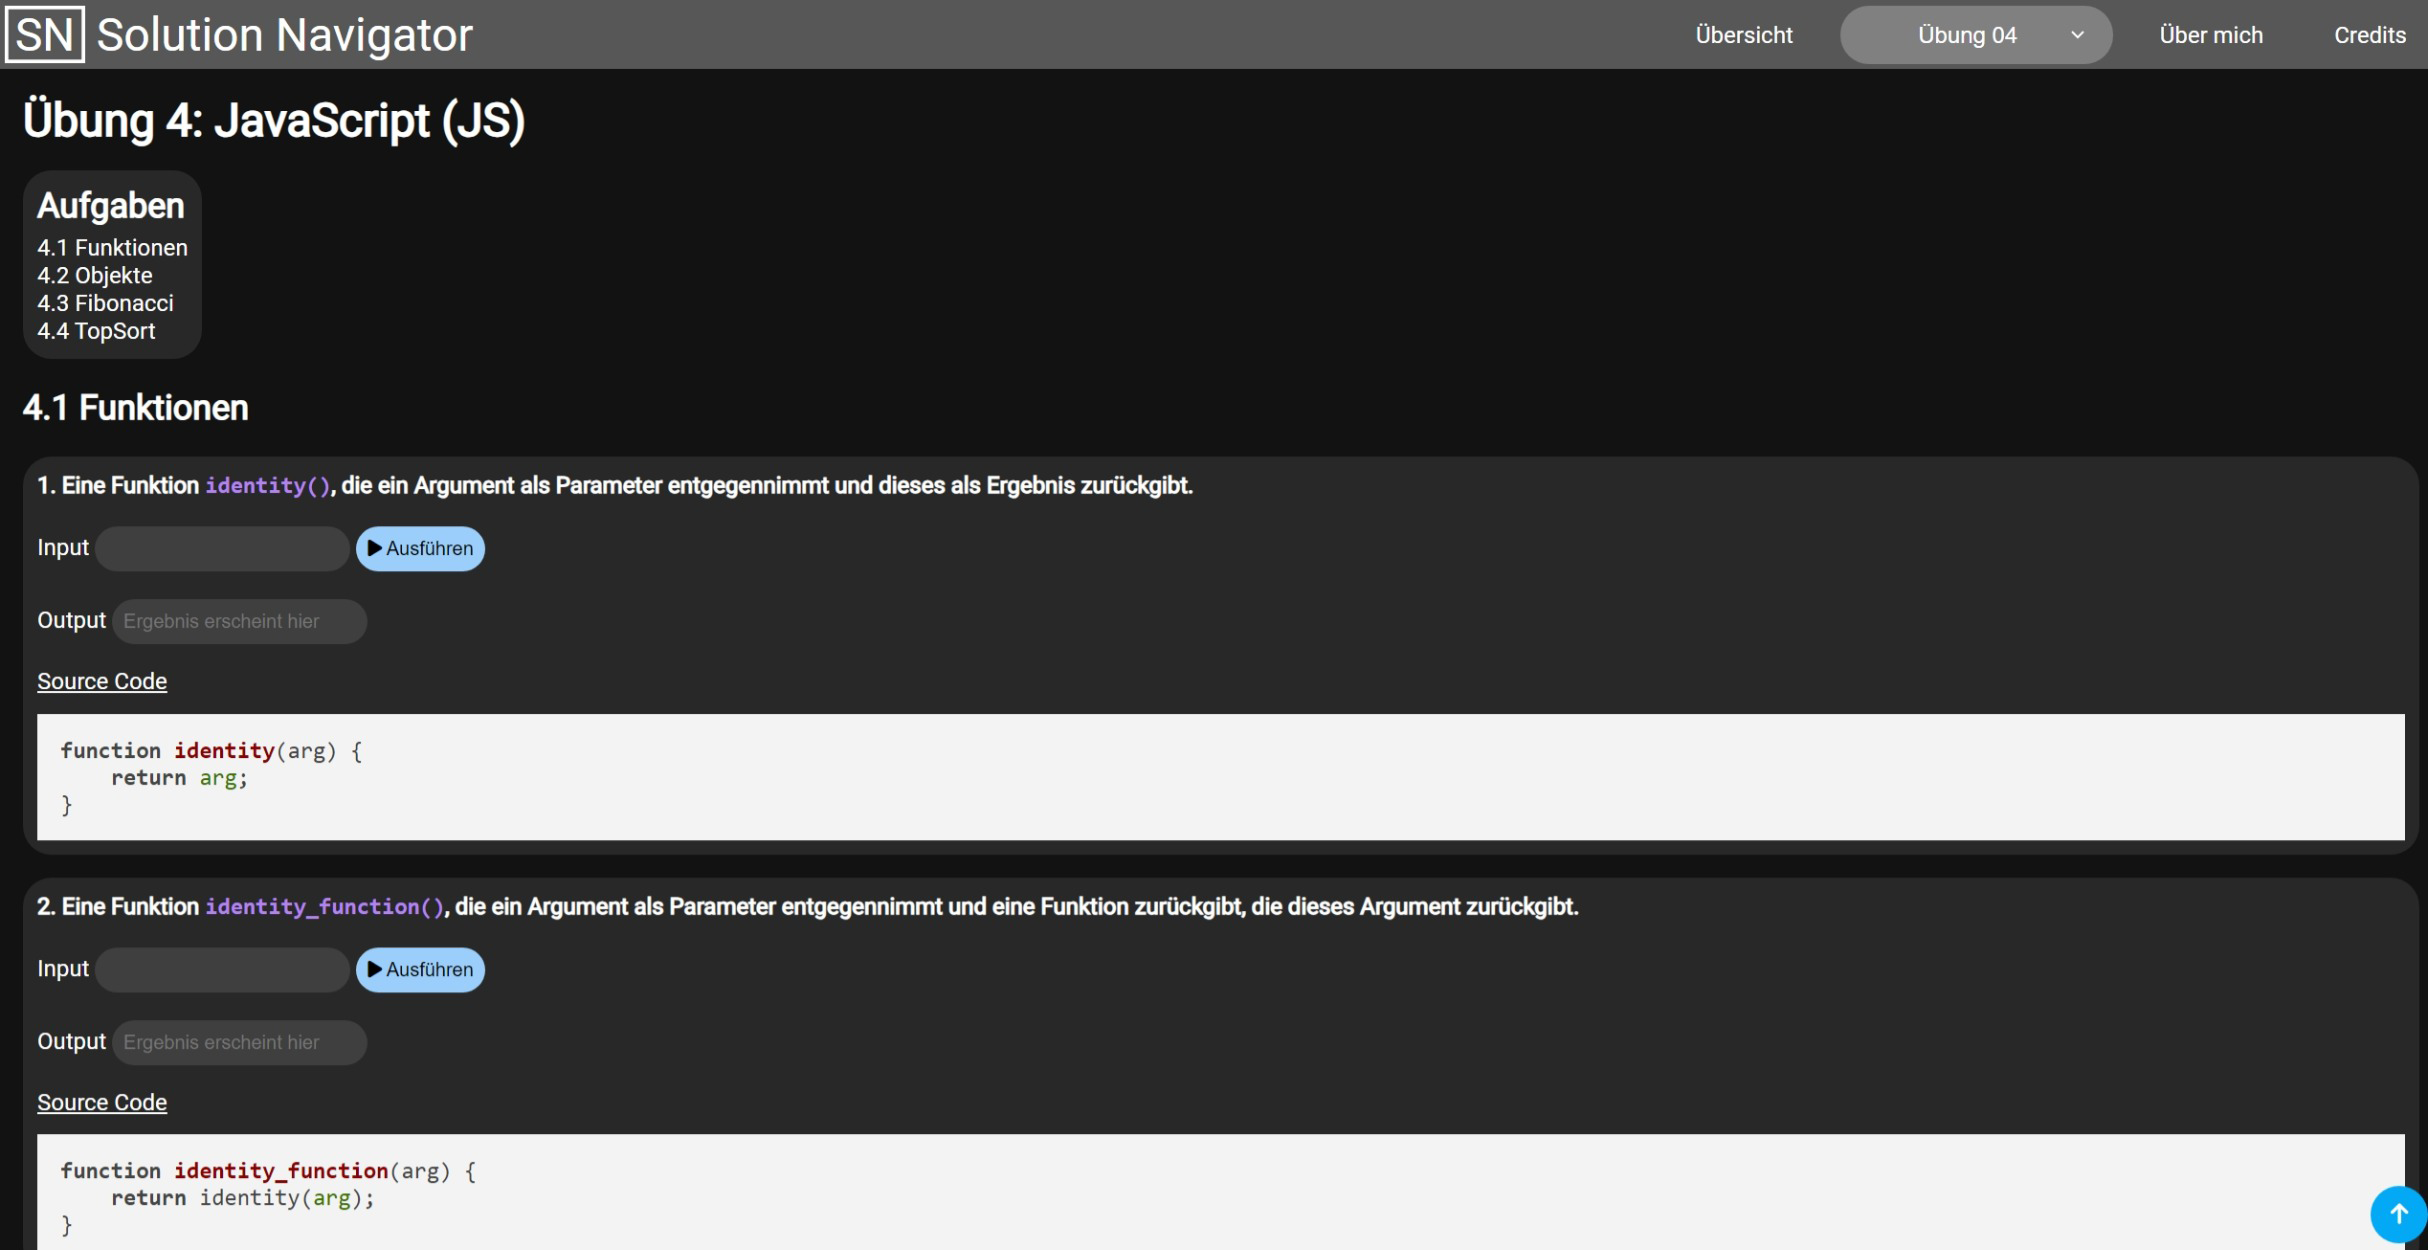 SN Solution Navigator
Übersicht
Übung 04
Über mich
Credits
Übung 4: JavaScript (JS)
Aufgaben
4.1 Funktionen
4.2 Objekte
4.3 Fibonacci
4.4 TopSort
4.1 Funktionen
1. Eine Funktion identity(), die ein Argument als Parameter entgegennimmt und dieses als Ergebnis zurückgibt.
Input
Ausführen
Output Ergebnis erscheint hier
Source Code
function identity(arg) {
    return arg;
}
2. Eine Funktion identity_function(), die ein Argument als Parameter entgegennimmt und eine Funktion zurückgibt, die dieses Argument zurückgibt.
Input
Ausführen
Output Ergebnis erscheint hier
Source Code
function identity_function(arg) {
    return identity(arg);
}